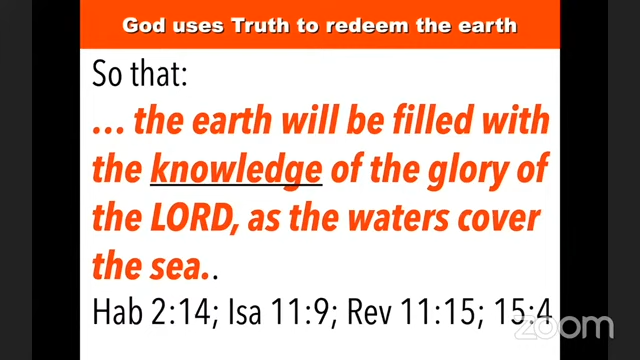 God uses Truth to redeem the earth
So that:
... the earth will be filled with
the knowledge of the glory of
the LORD, as the waters cover
the sea..
Hab 2:14; Isa 11:9; Rev 11:15; 15:4
zoom